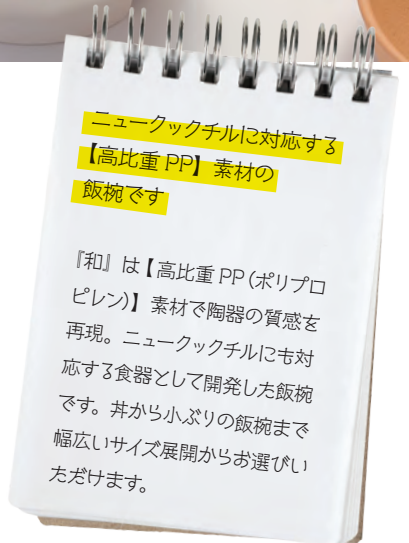 ニュークックチルに対応する
【高比重 PP】素材の
飯椀です
『和』は【高比重 PP(ポリプロ
ピレン)】素材で陶器の質感を
再現。ニュークックチルにも対
応する食器として開発した飯椀
です。丼から小ぶりの飯椀まで
幅広いサイズ展開からお選びい
ただけます。